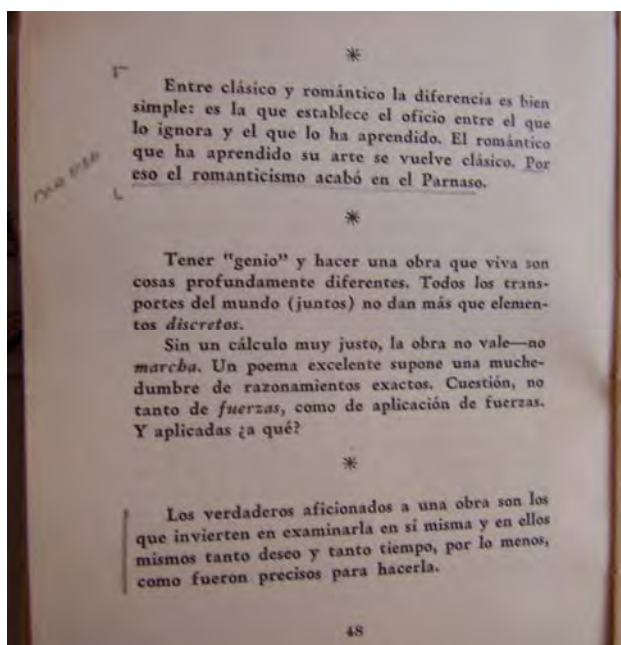 *
Entre clásico y romántico la diferencia es bien
simple: es la que establece el oficio entre el que
lo ignora y el que lo ha aprendido. El romántico
que ha aprendido su arte se vuelve clásico. Por
eso el romanticismo acabó en el Parnaso.
*
Tener "genio" y hacer una obra que viva son
cosas profundamente diferentes. Todos los trans-
portes del mundo (juntos) no dan más que elemen-
tos discretos.
Sin un cálculo muy justo, la obra no vale—no
marcha. Un poema excelente supone una muche-
dumbre de razonamientos exactos. Cuestión, no
tanto de fuerzas, como de aplicación de fuerzas.
Y aplicadas ¿a qué?
*
Los verdaderos aficionados a una obra son los
que invierten en examinarla en sí misma y en ellos
mismos tanto deseo y tanto tiempo, por lo menos,
como fueron precisos para hacerla.
48